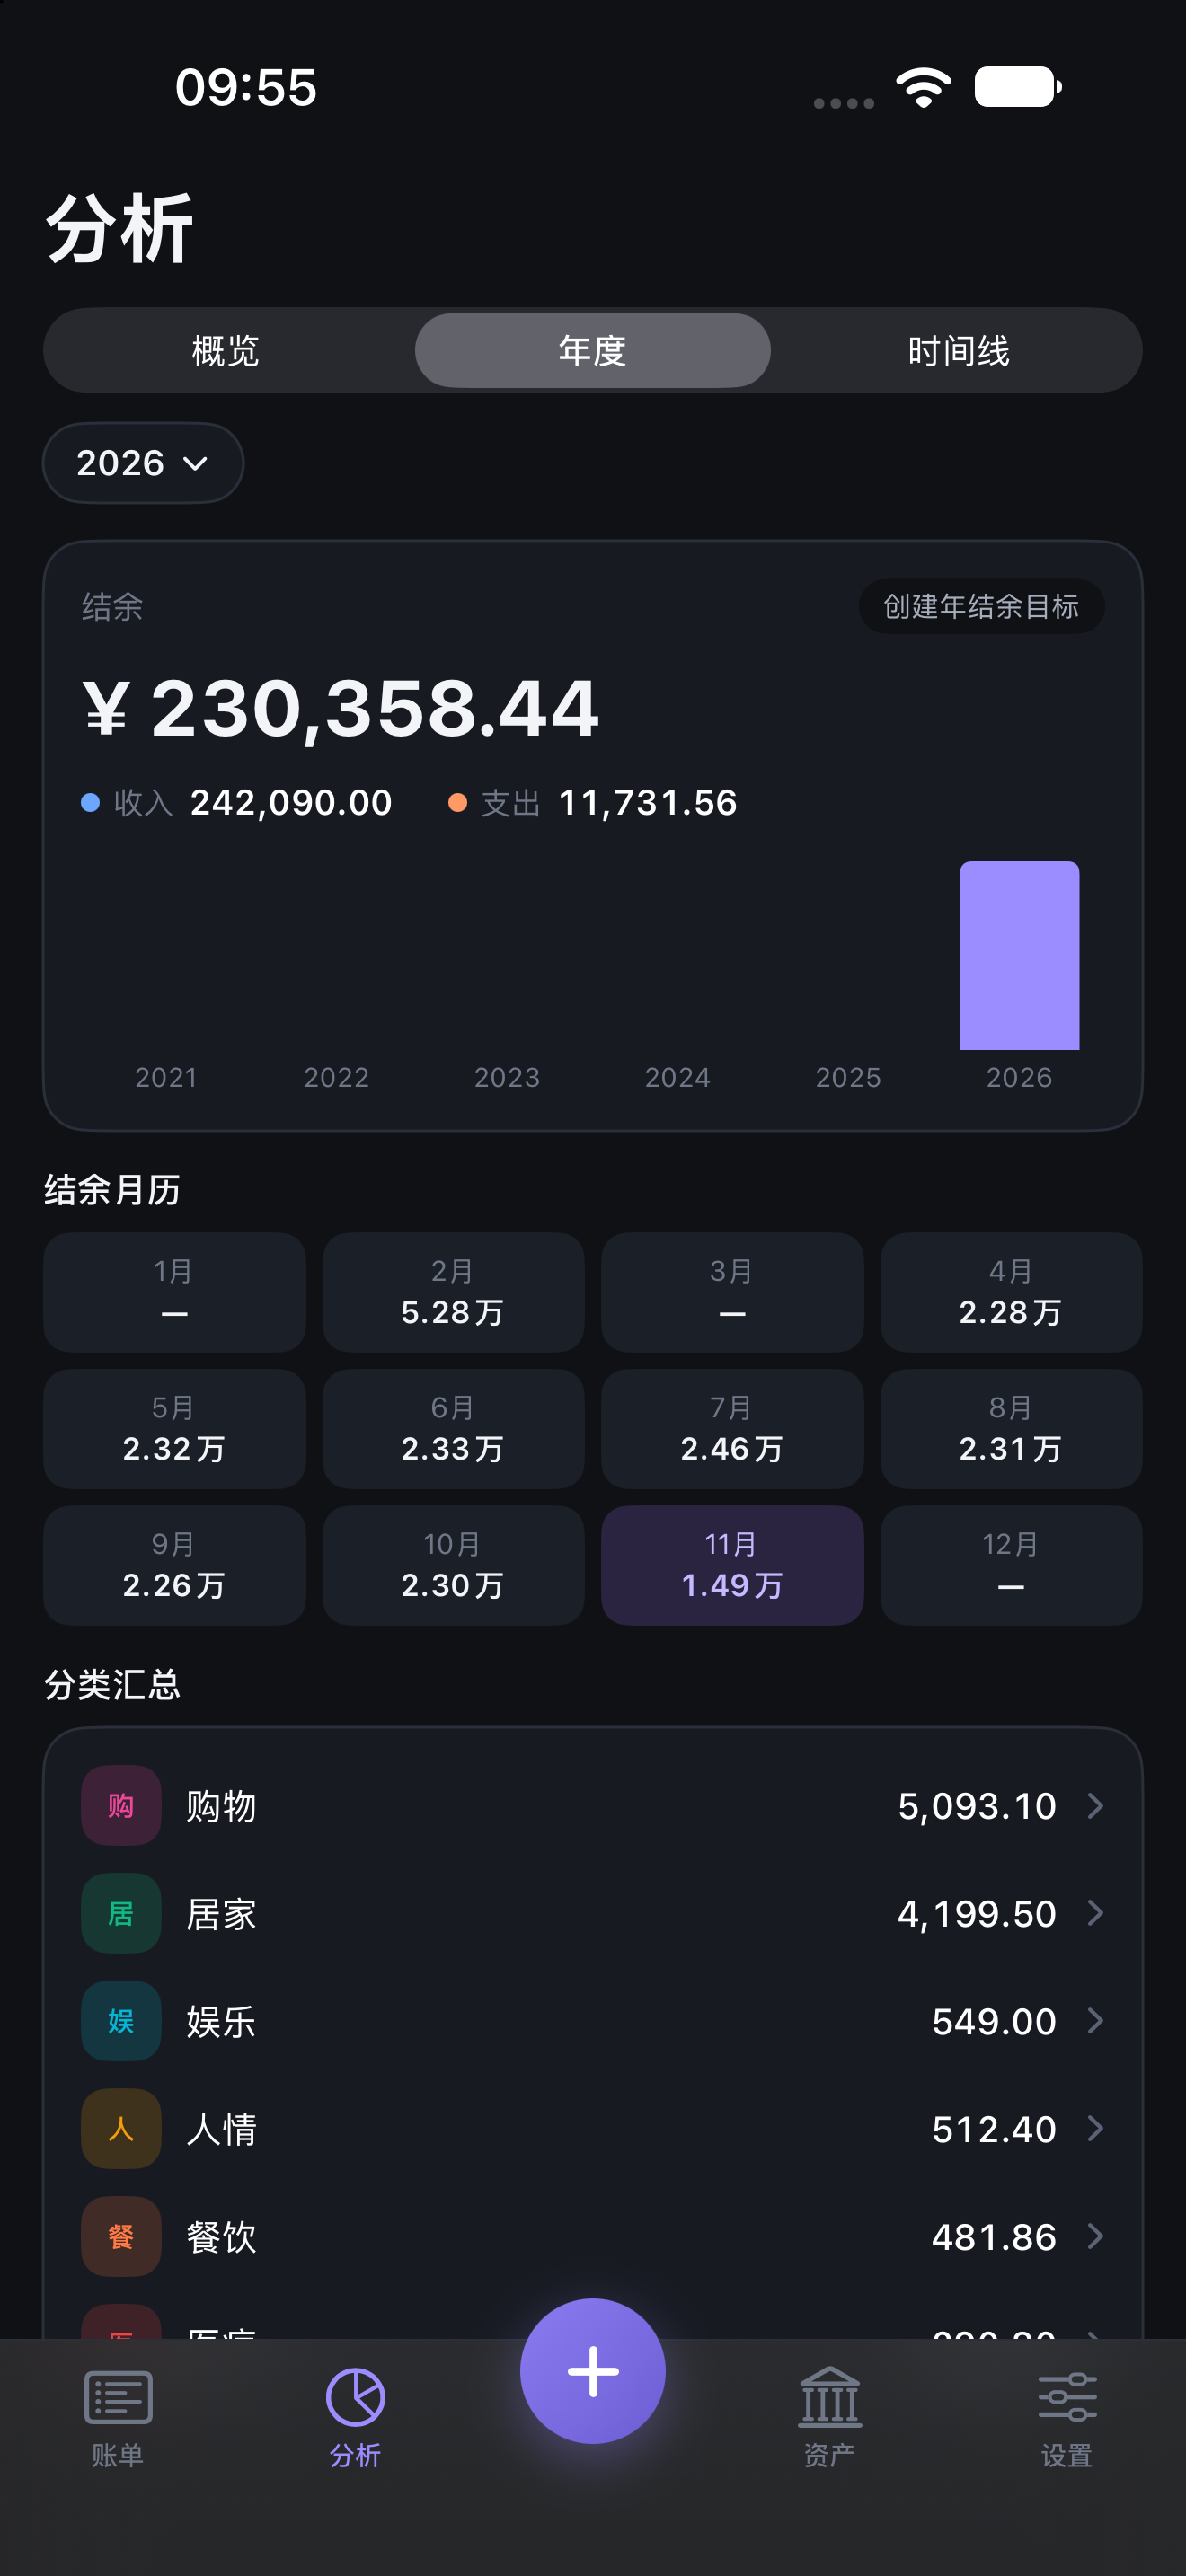 09:55
分析
概览 年度 时间线
2026
结余 创建年结余目标
¥ 230,358.44
收入 242,090.00 支出 11,731.56
2021 2022 2023 2024 2025 2026
结余月历
1月 2月 3月 4月
— 5.28万 — 2.28万
5月 6月 7月 8月
2.32万 2.33万 2.46万 2.31万
9月 10月 11月 12月
2.26万 2.30万 1.49万 —
分类汇总
购 购物 5,093.10
居 居家 4,199.50
娱 娱乐 549.00
人 人情 512.40
餐 餐饮 481.86
账单 分析 资产 设置